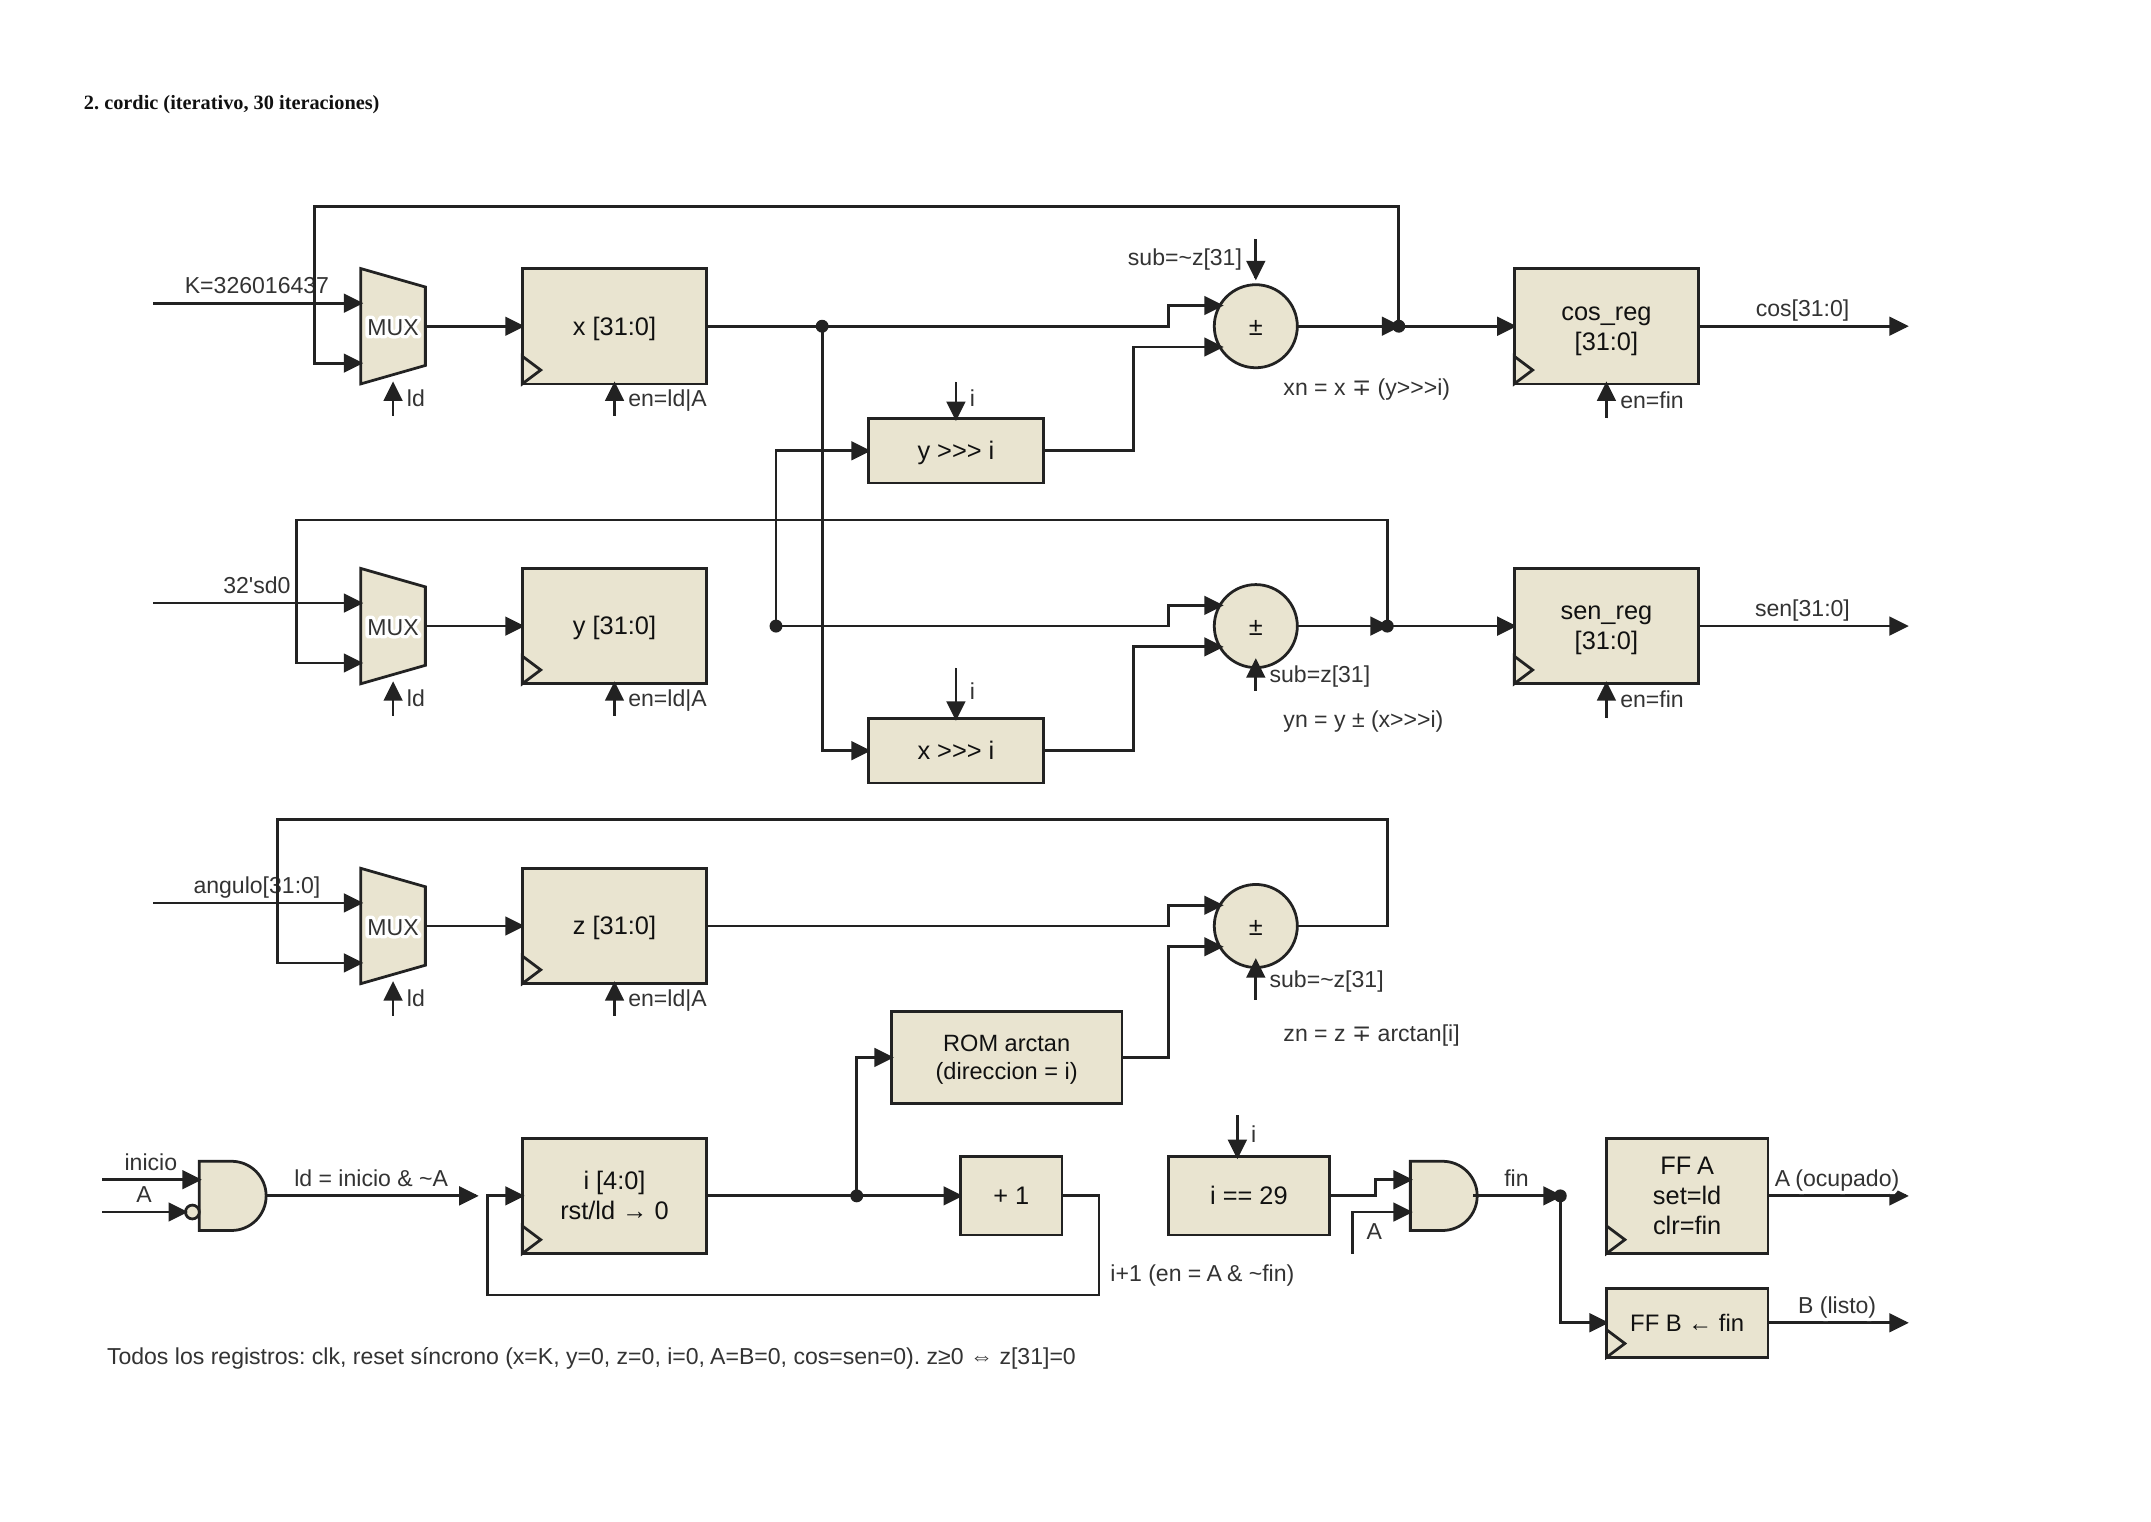 2. cordic (iterativo, 30 iteraciones)
K=326016437
MUX
ld
x [31:0]
en=ld|A
sub=~z[31]
±
xn = x ∓ (y>>>i)
i
y >>> i
cos_reg
[31:0]
en=fin
cos[31:0]
32'sd0
MUX
ld
y [31:0]
en=ld|A
±
sub=z[31]
yn = y ± (x>>>i)
i
x >>> i
sen_reg
[31:0]
en=fin
sen[31:0]
angulo[31:0]
MUX
ld
z [31:0]
en=ld|A
±
sub=~z[31]
zn = z ∓ arctan[i]
ROM arctan
(direccion = i)
inicio
A
ld = inicio & ~A
i [4:0]
rst/ld → 0
+ 1
i+1 (en = A & ~fin)
i
i == 29
A
fin
FF A
set=ld
clr=fin
A (ocupado)
FF B ← fin
B (listo)
Todos los registros: clk, reset síncrono (x=K, y=0, z=0, i=0, A=B=0, cos=sen=0). z≥0 ⇔ z[31]=0